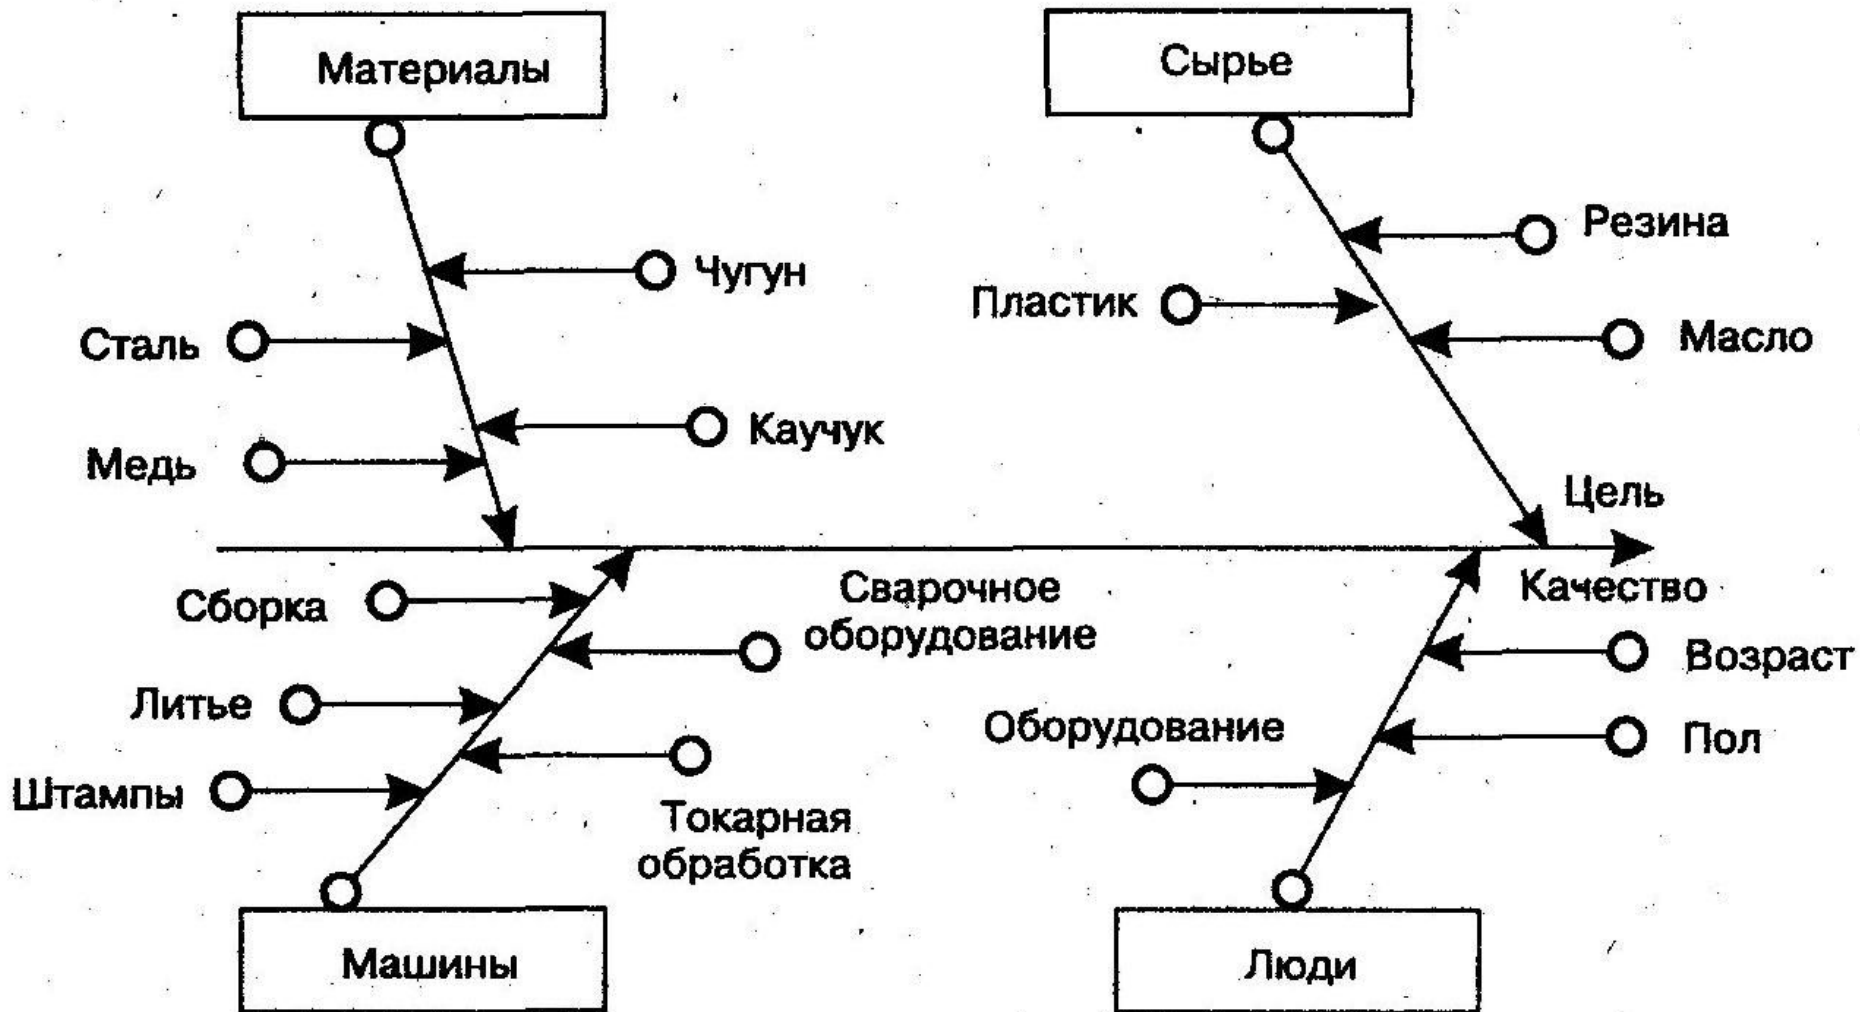 Материалы
Сырье
Резина
Чугун
Пластик
Сталь
Масло
Каучук
Медь
Цель
Сборка
Сварочное
оборудование
Качество
Возраст
Литье
Оборудование
Пол
Штампы
Токарная
обработка
Машины
Люди